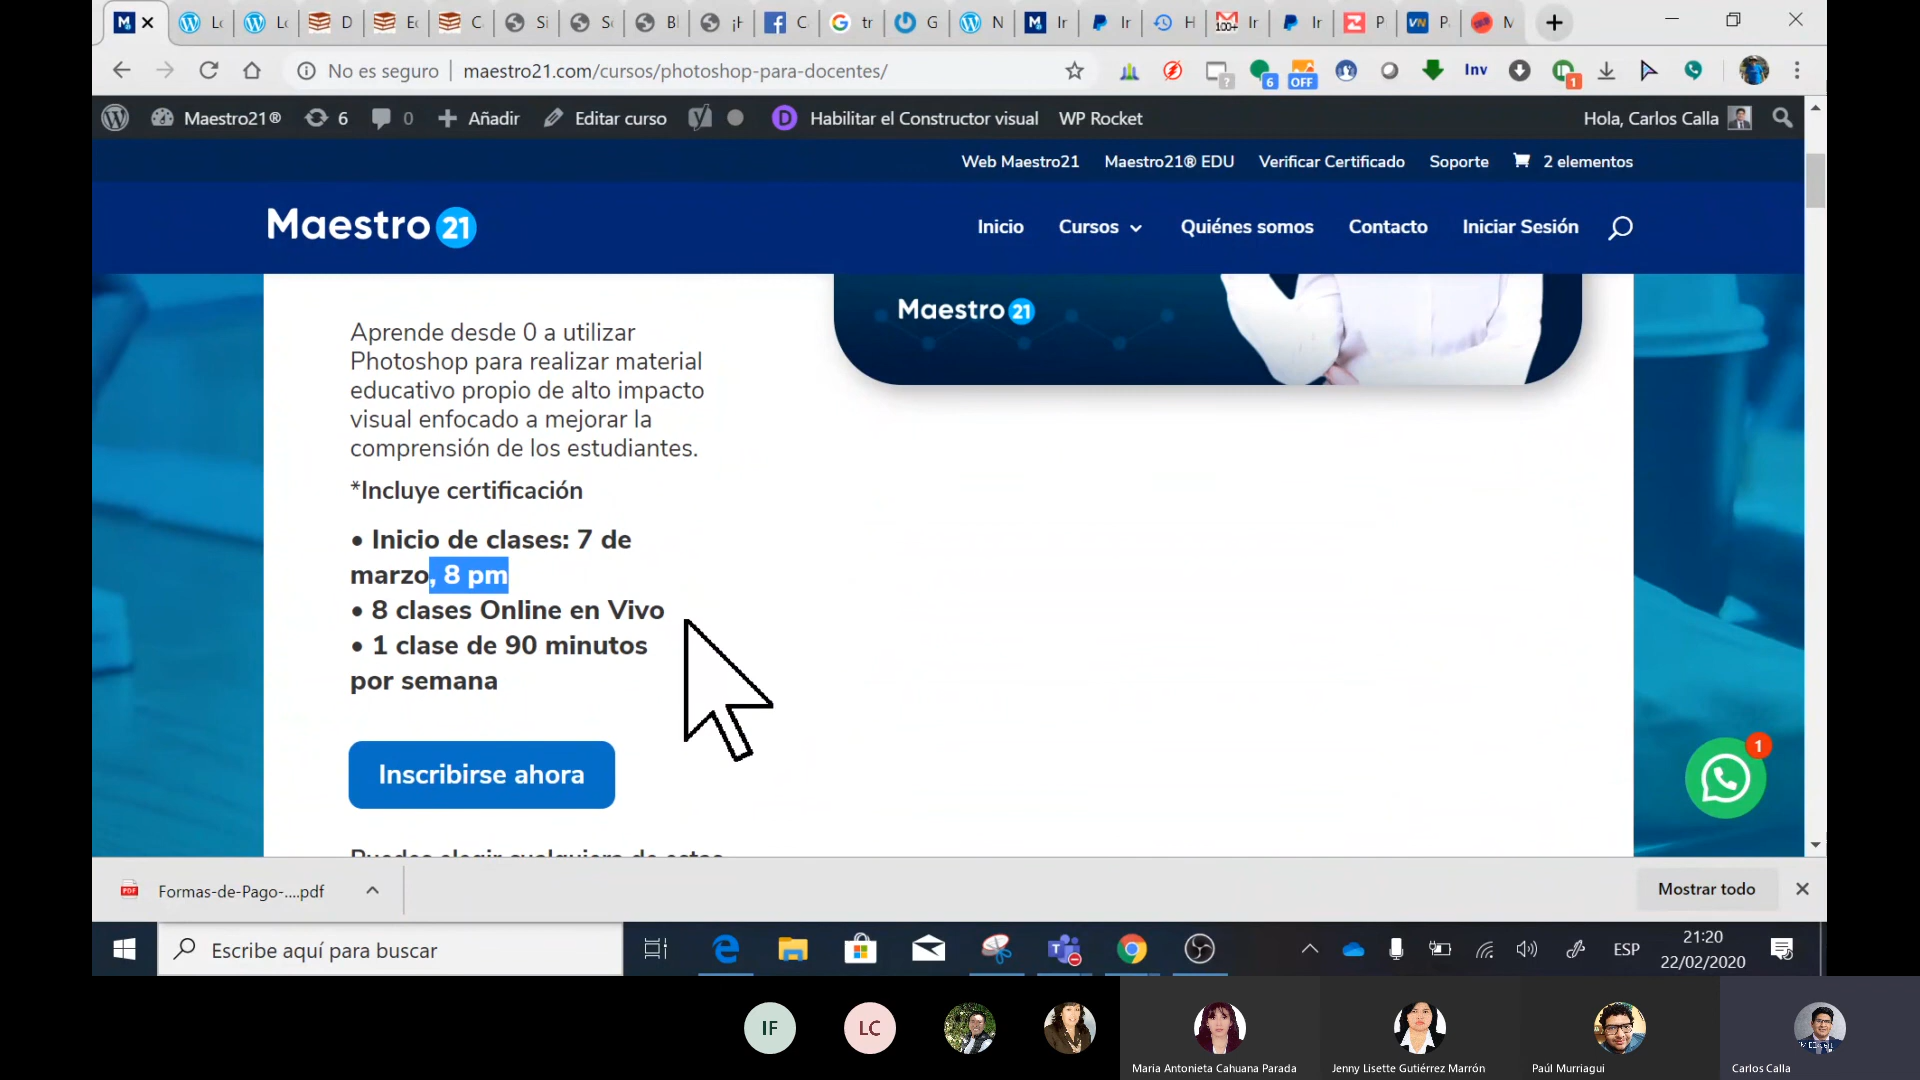 No es seguro
maestro21.com/cursos/photoshop-para-docentes/
100+
6
OFF
Inv
1
Maestro21®
6
0
Añadir
Editar curso
Habilitar el Constructor visual
WP Rocket
Hola, Carlos Calla
Web Maestro21
Maestro21® EDU
Verificar Certificado
Soporte
2 elementos
Maestro 21
Inicio
Cursos
Quiénes somos
Contacto
Iniciar Sesión
Maestro 21
Aprende desde 0 a utilizar
Photoshop para realizar material
educativo propio de alto impacto
visual enfocado a mejorar la
comprensión de los estudiantes.
*Incluye certificación
• Inicio de clases: 7 de
marzo, 8 pm
• 8 clases Online en Vivo
• 1 clase de 90 minutos
por semana
Inscribirse ahora
1
Formas-de-Pago-....pdf
Mostrar todo
Escribe aquí para buscar
ESP
21:20
22/02/2020
IF
LC
Maria Antonieta Cahuana Parada
Jenny Lisette Gutiérrez Marrón
Paúl Murriagui
Carlos Calla